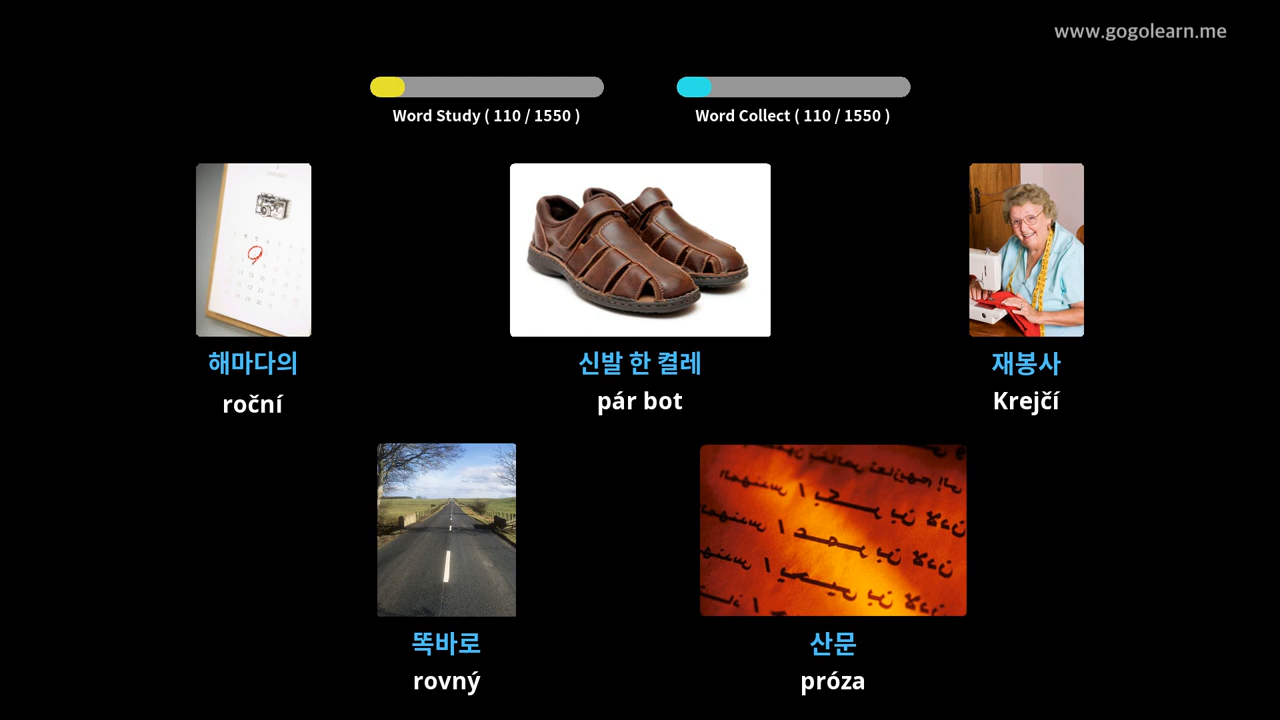 www.gogolearn.me
Word Study ( 110 / 1550 )
Word Collect ( 110 / 1550 )
해마다의
roční
신발 한 켤레
pár bot
재봉사
Krejčí
똑바로
rovný
산문
próza